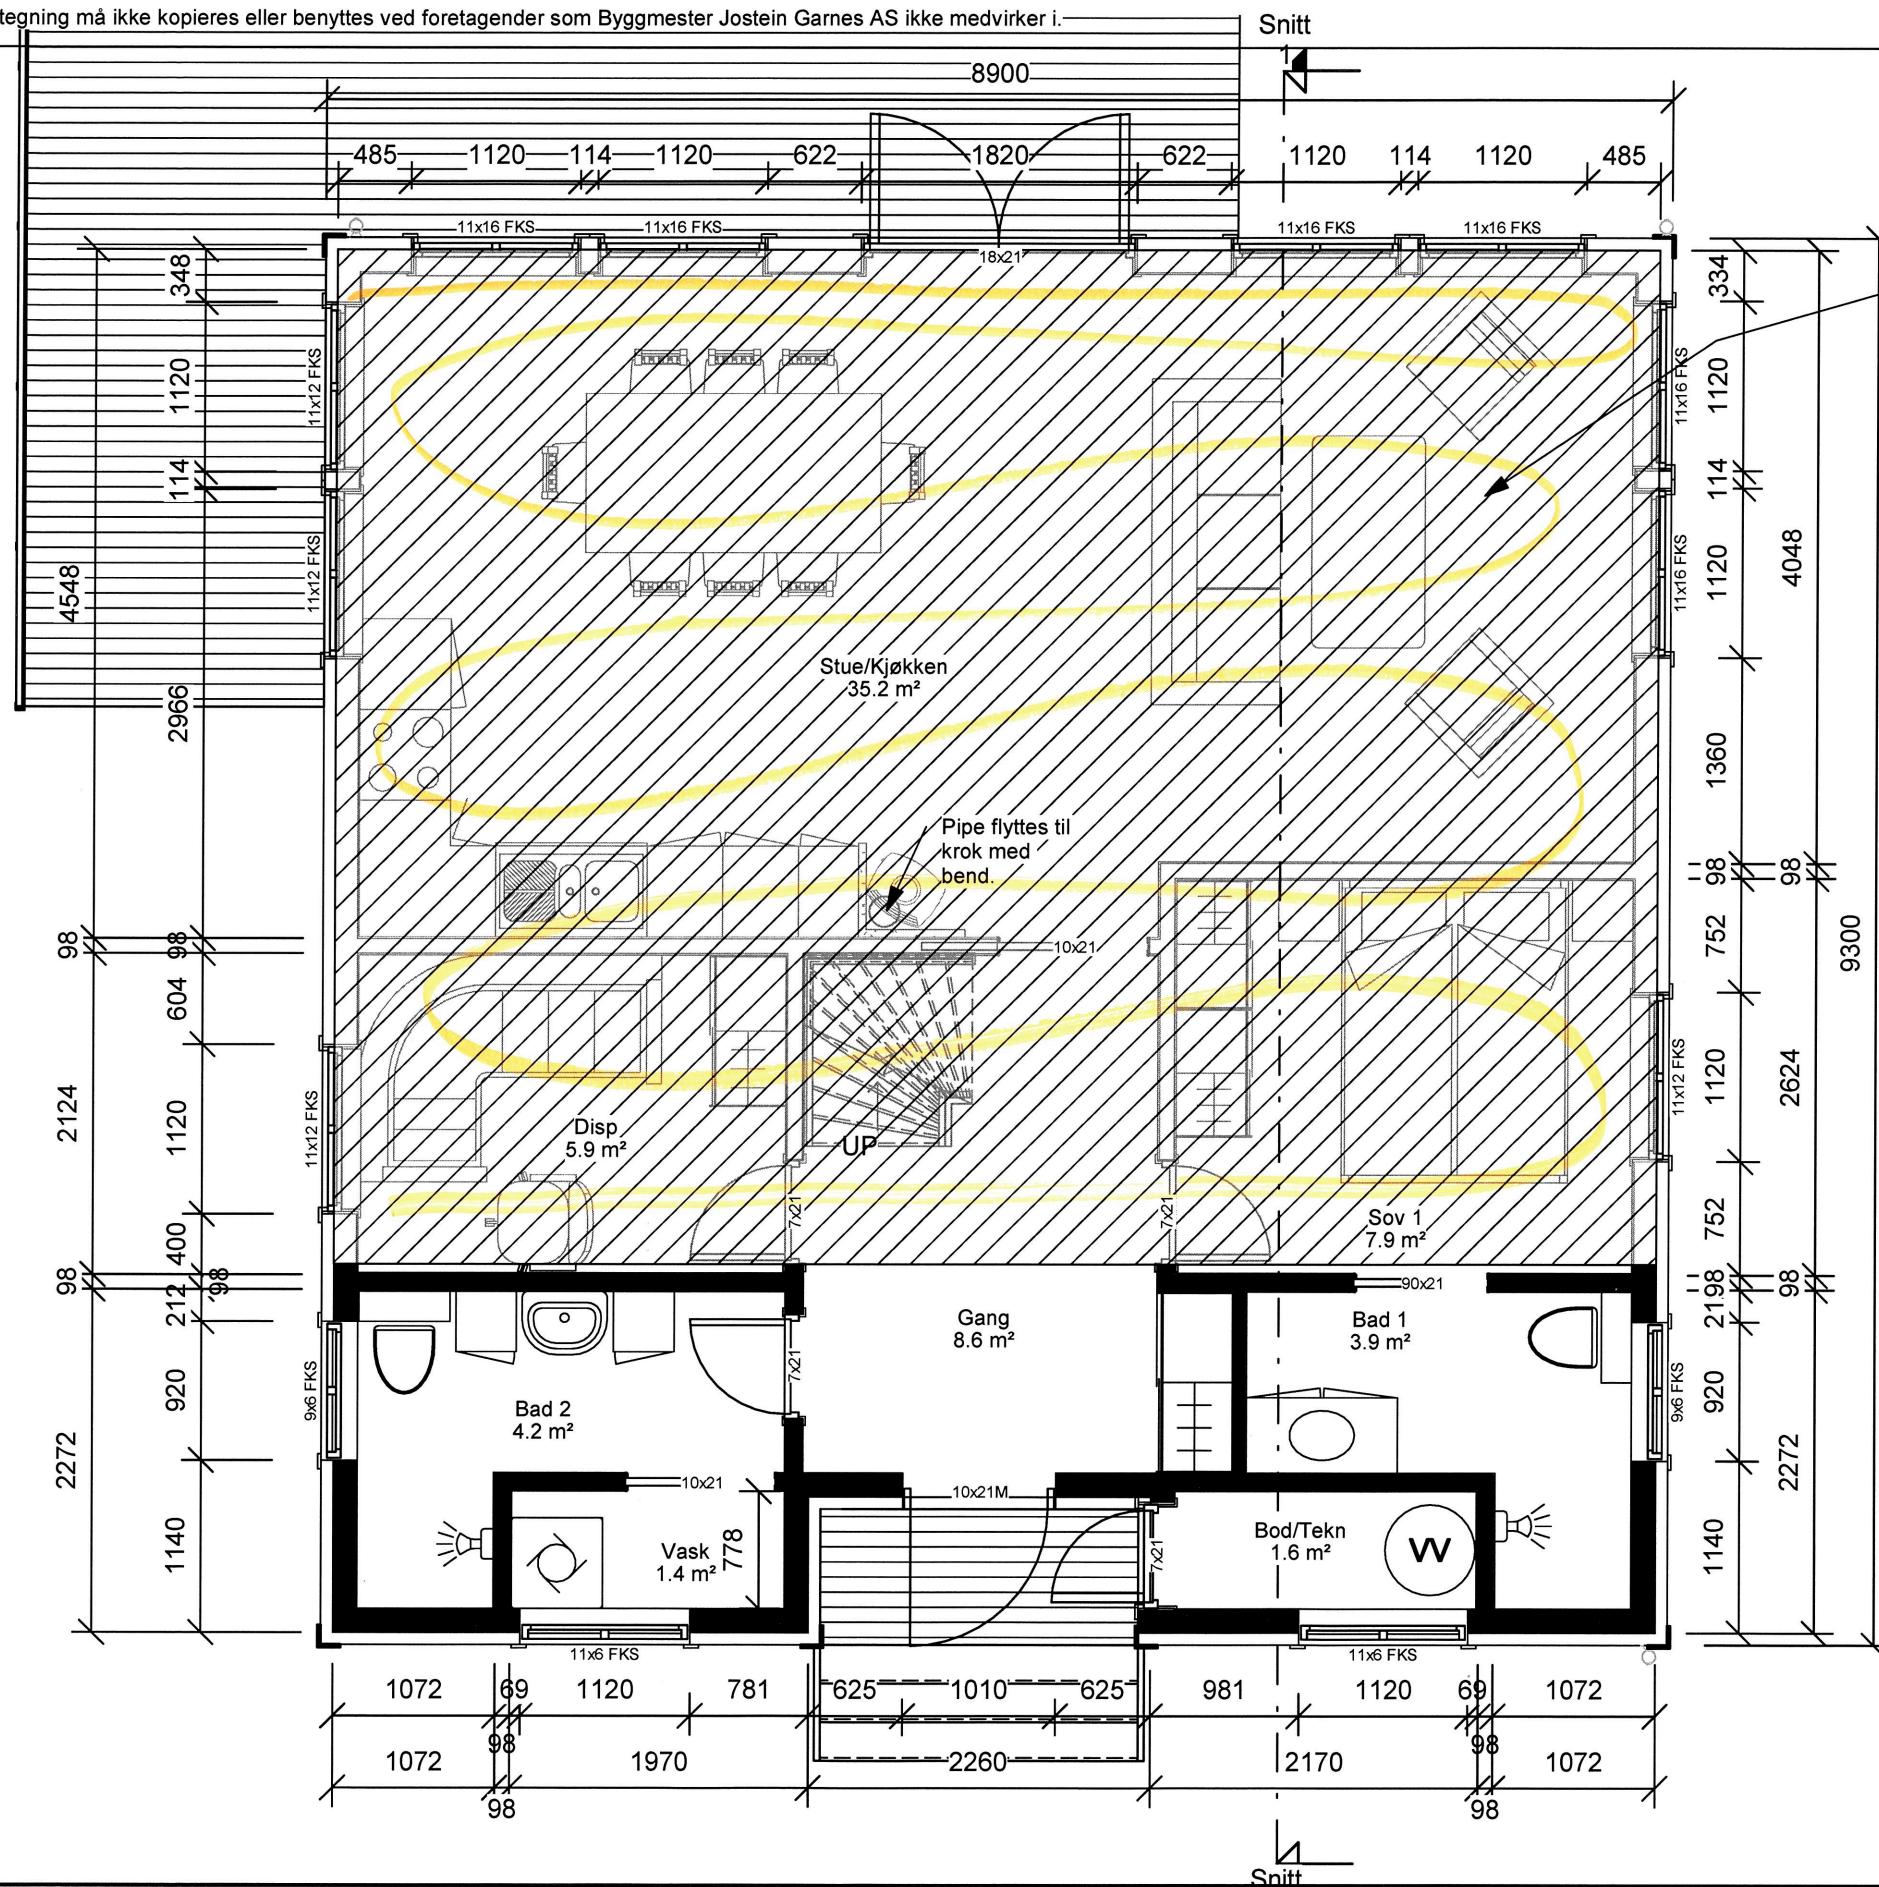 tegning må ikke kopieres eller benyttes ved foretagender som Byggmester Jostein Garnes AS ikke medvirker i.
Snitt
8900
485 1120 114 1120 622 1820 622 1120 114 1120 485
11x16 FKS 11x16 FKS 18x21 11x16 FKS 11x16 FKS
348
1120
114
2966
98
604
1120
400
98
212
920
1140
4548
98
2124
98
2272
11x12 FKS
11x12 FKS
11x12 FKS
9x6 FKS
Stue/Kjøkken
35.2 m²
Pipe flyttes til
krok med
bend.
10x21
Disp
5.9 m²
UP
7x21
7x21
Sov 1
7.9 m²
90x21
Gang
8.6 m²
Bad 1
3.9 m²
7x21
Bad 2
4.2 m²
10x21
10x21M
Vask
1.4 m²
778
7x21
Bod/Tekn
1.6 m²
VV
11x16 FKS
11x16 FKS
11x12 FKS
9x6 FKS
334
1120
114
1120
1360
98
752
1120
752
98
920
1140
4048
98
2624
98
2272
9300
11x6 FKS 11x6 FKS
1072 69 1120 781 625 1010 625 981 1120 69 1072
98 98
1072 1970 2260 2170 1072
98 98
Snitt